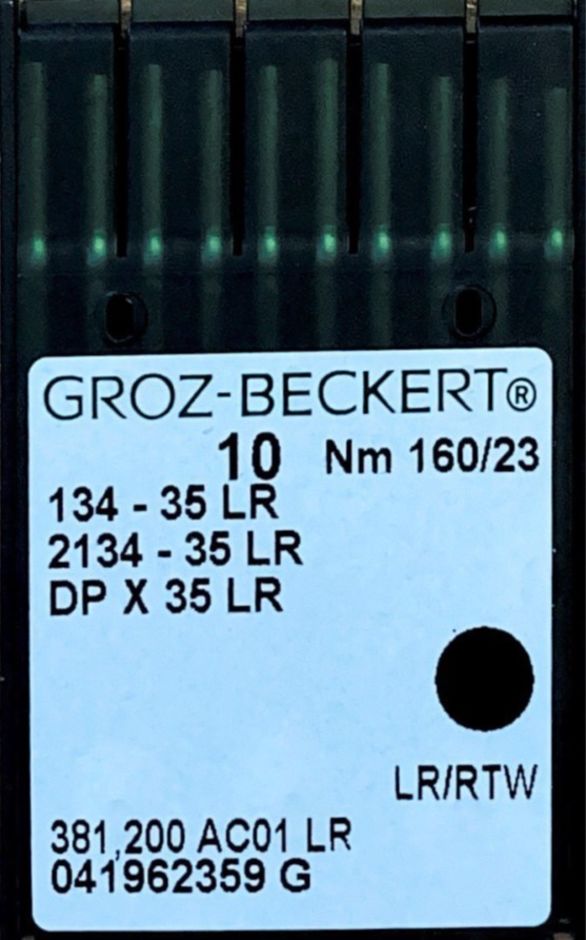 GROZ-BECKERT®
10 Nm 160/23
134 - 35 LR
2134 - 35 LR
DP X 35 LR
LR/RTW
381,200 AC01 LR
041962359 G